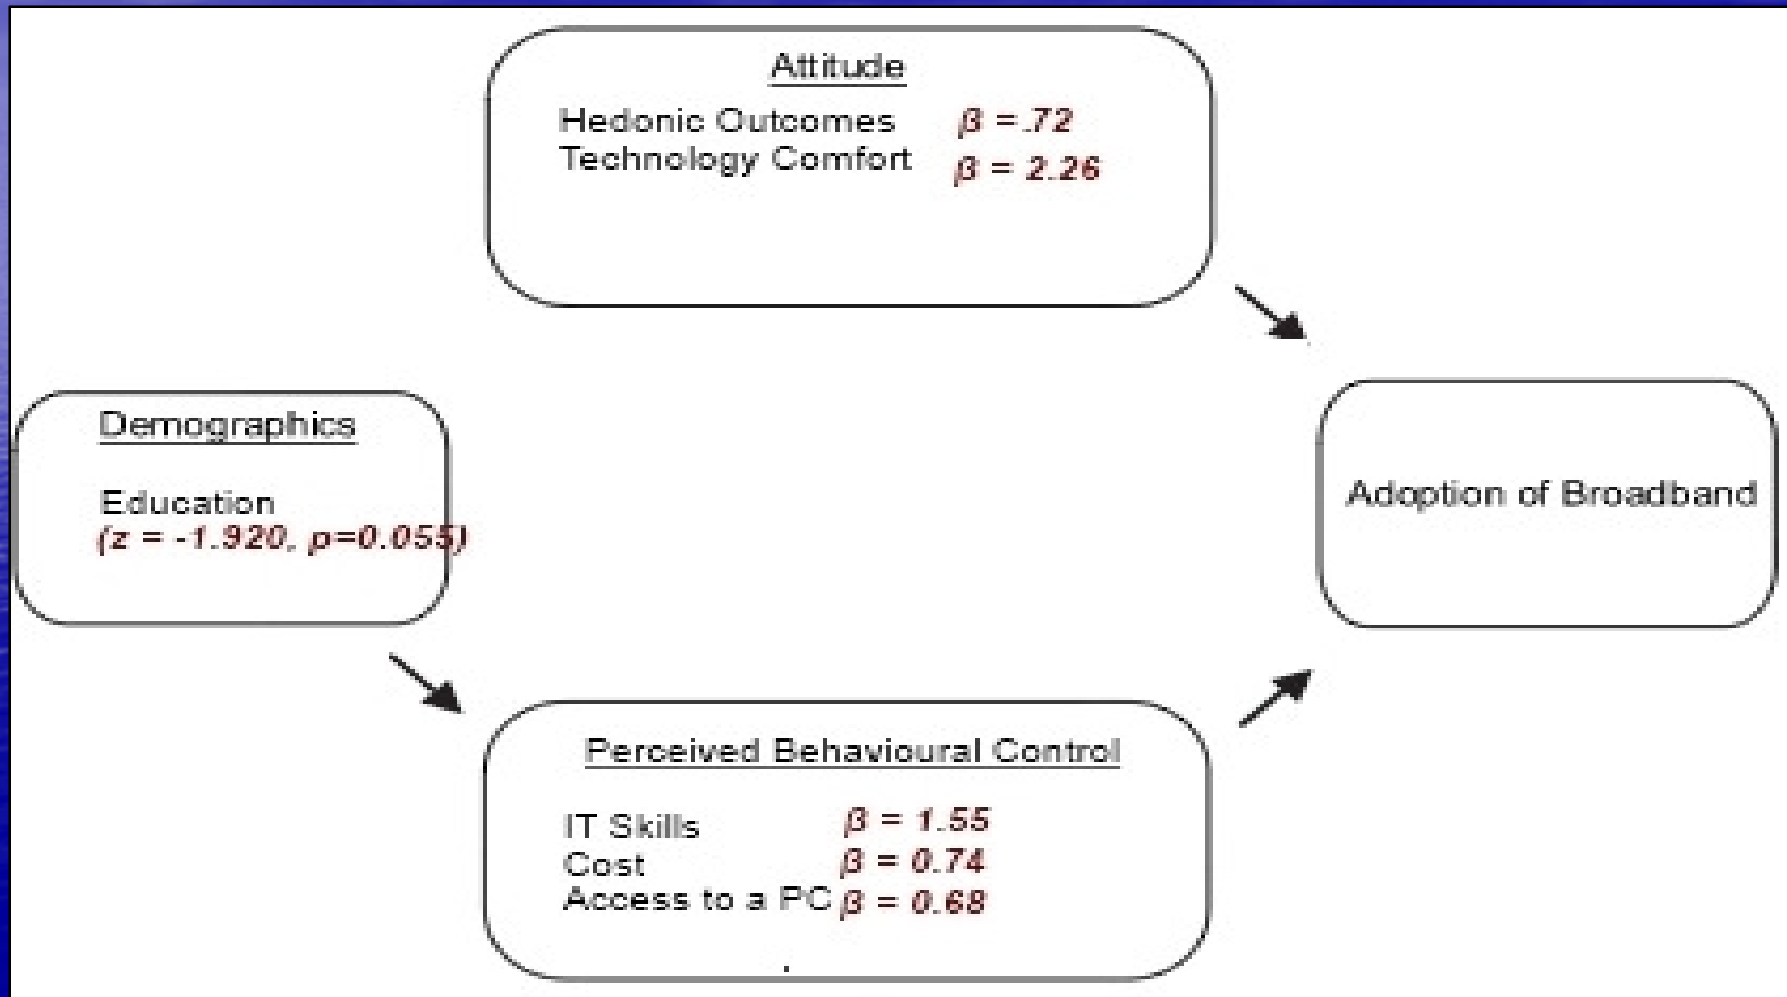 Attitude
Hedonic Outcomes β = .72
Technology Comfort β = 2.26
Demographics
Education
(z = -1.920, p=0.055)
Adoption of Broadband
Perceived Behavioural Control
IT Skills β = 1.55
Cost β = 0.74
Access to a PC β = 0.68